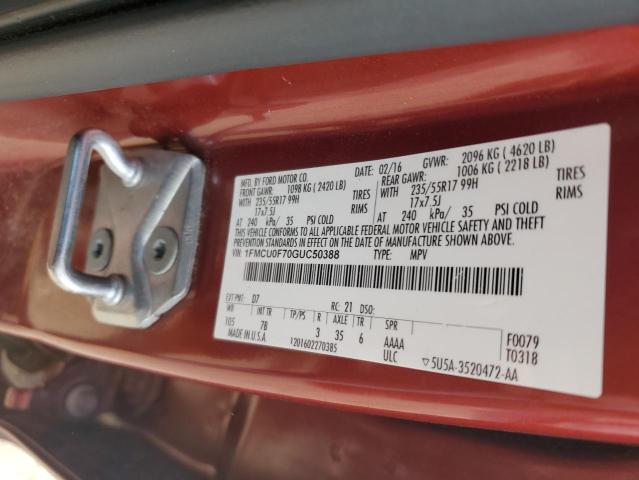 MFD. BY FORD MOTOR CO.
02/16 GVWR: 2096 KG ( 4620 LB)
FRONT GAWR: 1098 KG ( 2420 LB)
REAR GAWR: 1006 KG ( 2218 LB)
WITH 235/55R17 99H TIRES
17x7.5J RIMS
AT 240 kPa/ 35 PSI COLD
WITH 235/55R17 99H TIRES
17x7.5J RIMS
AT 240 kPa/ 35 PSI COLD
THIS VEHICLE CONFORMS TO ALL APPLICABLE FEDERAL MOTOR VEHICLE SAFETY AND THEFT
PREVENTION STANDARDS IN EFFECT ON THE DATE OF MANUFACTURE SHOWN ABOVE.
VIN: 1FMCU0F70GUC50388 TYPE: MPV
EXT PNT: D7 RC: 21 DSO:
WB INT TR TP/PS R AXLE TR SPR
105 7B 3 35 6 AAAA F0079
MADE IN U.S.A. ULC T0318
1201602270385 5U5A-3520472-AA